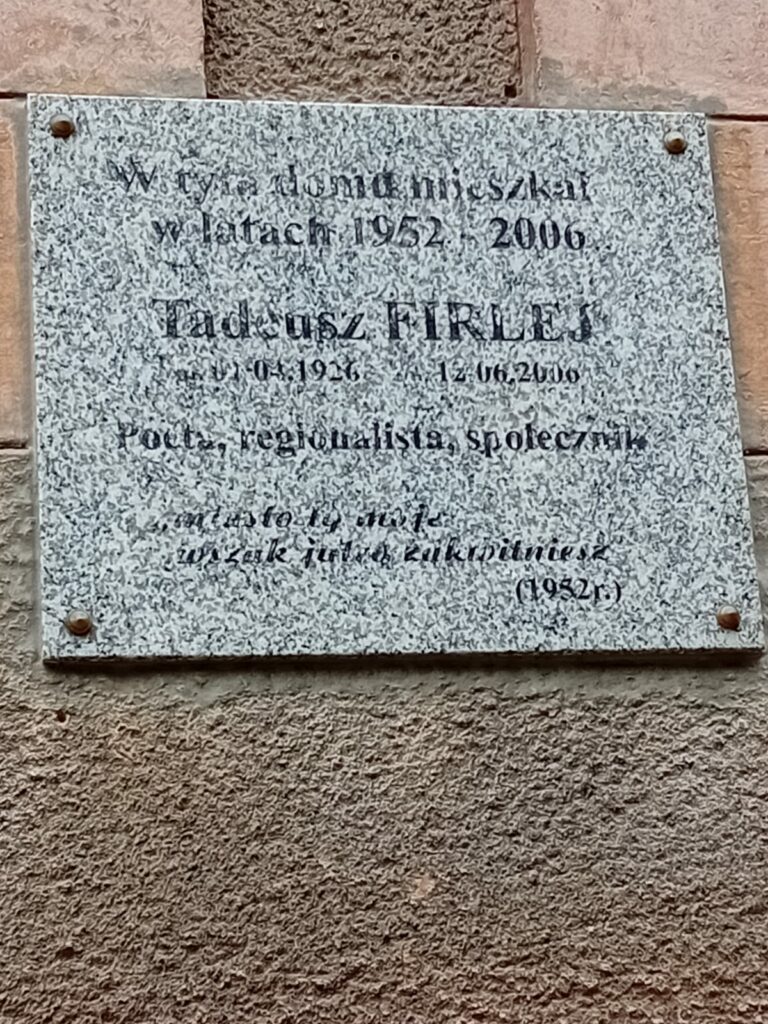 W tym domu mieszkał
w latach 1952 - 2006
Tadeusz FIRLEJ
12.06.2006
Poeta, regionalista, społecznik
„miasto ty moje
wszak jutro zakwitniesz
(1952r.)